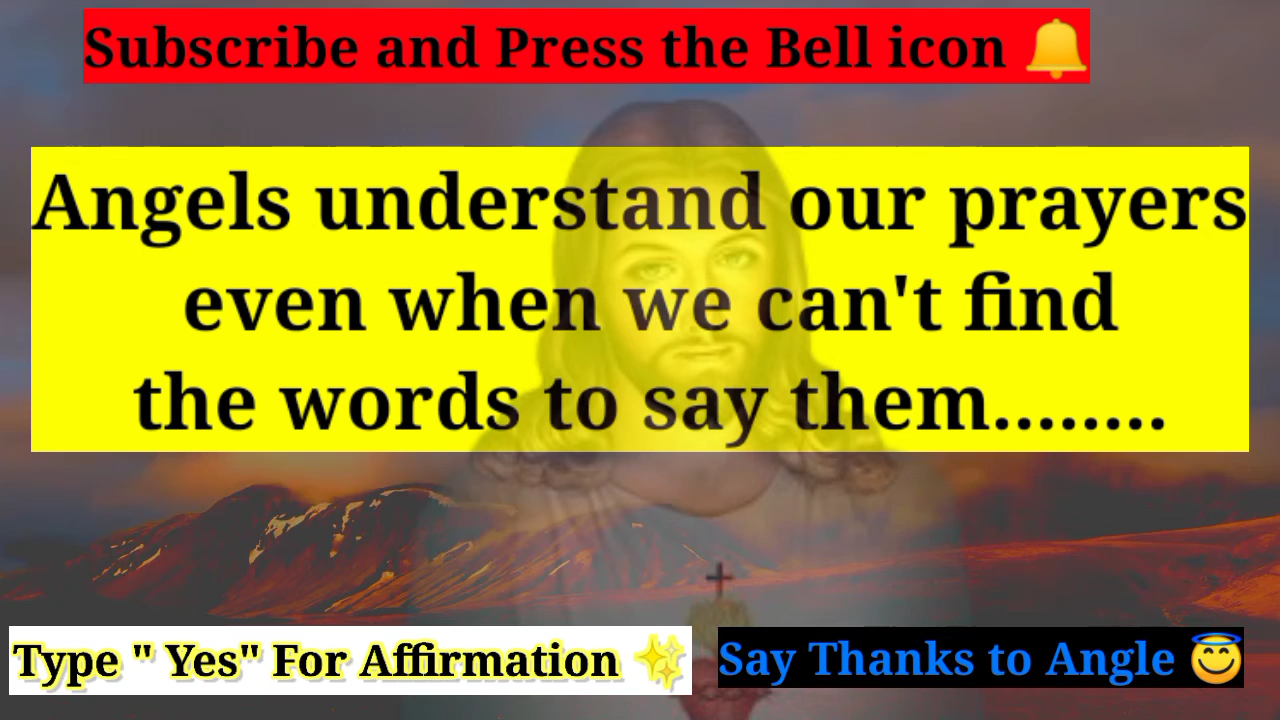 Subscribe and Press the Bell icon 🔔
Angels understand our prayers
even when we can't find
the words to say them........
Type " Yes" For Affirmation ✨
Say Thanks to Angle 😇